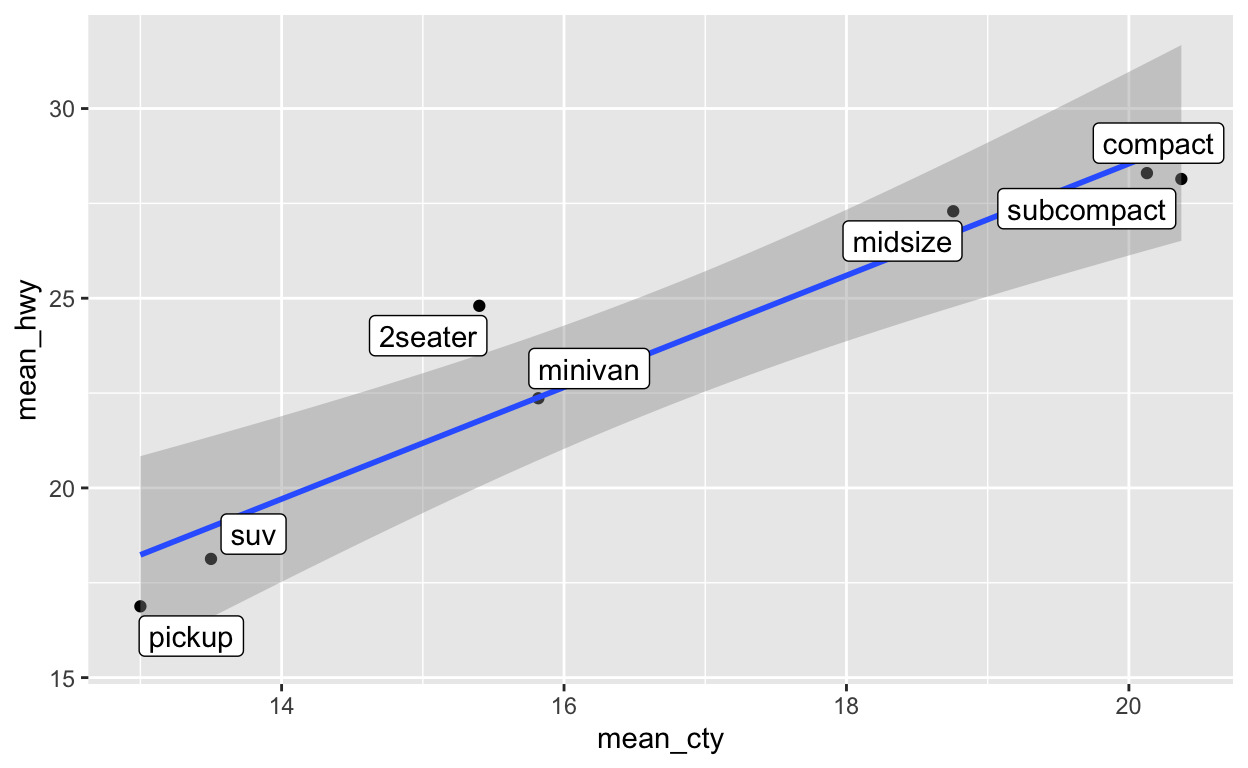 mean_hwy
30
25
20
15
compact
subcompact
midsize
2seater
minivan
suv
pickup
14
16
18
20
mean_cty